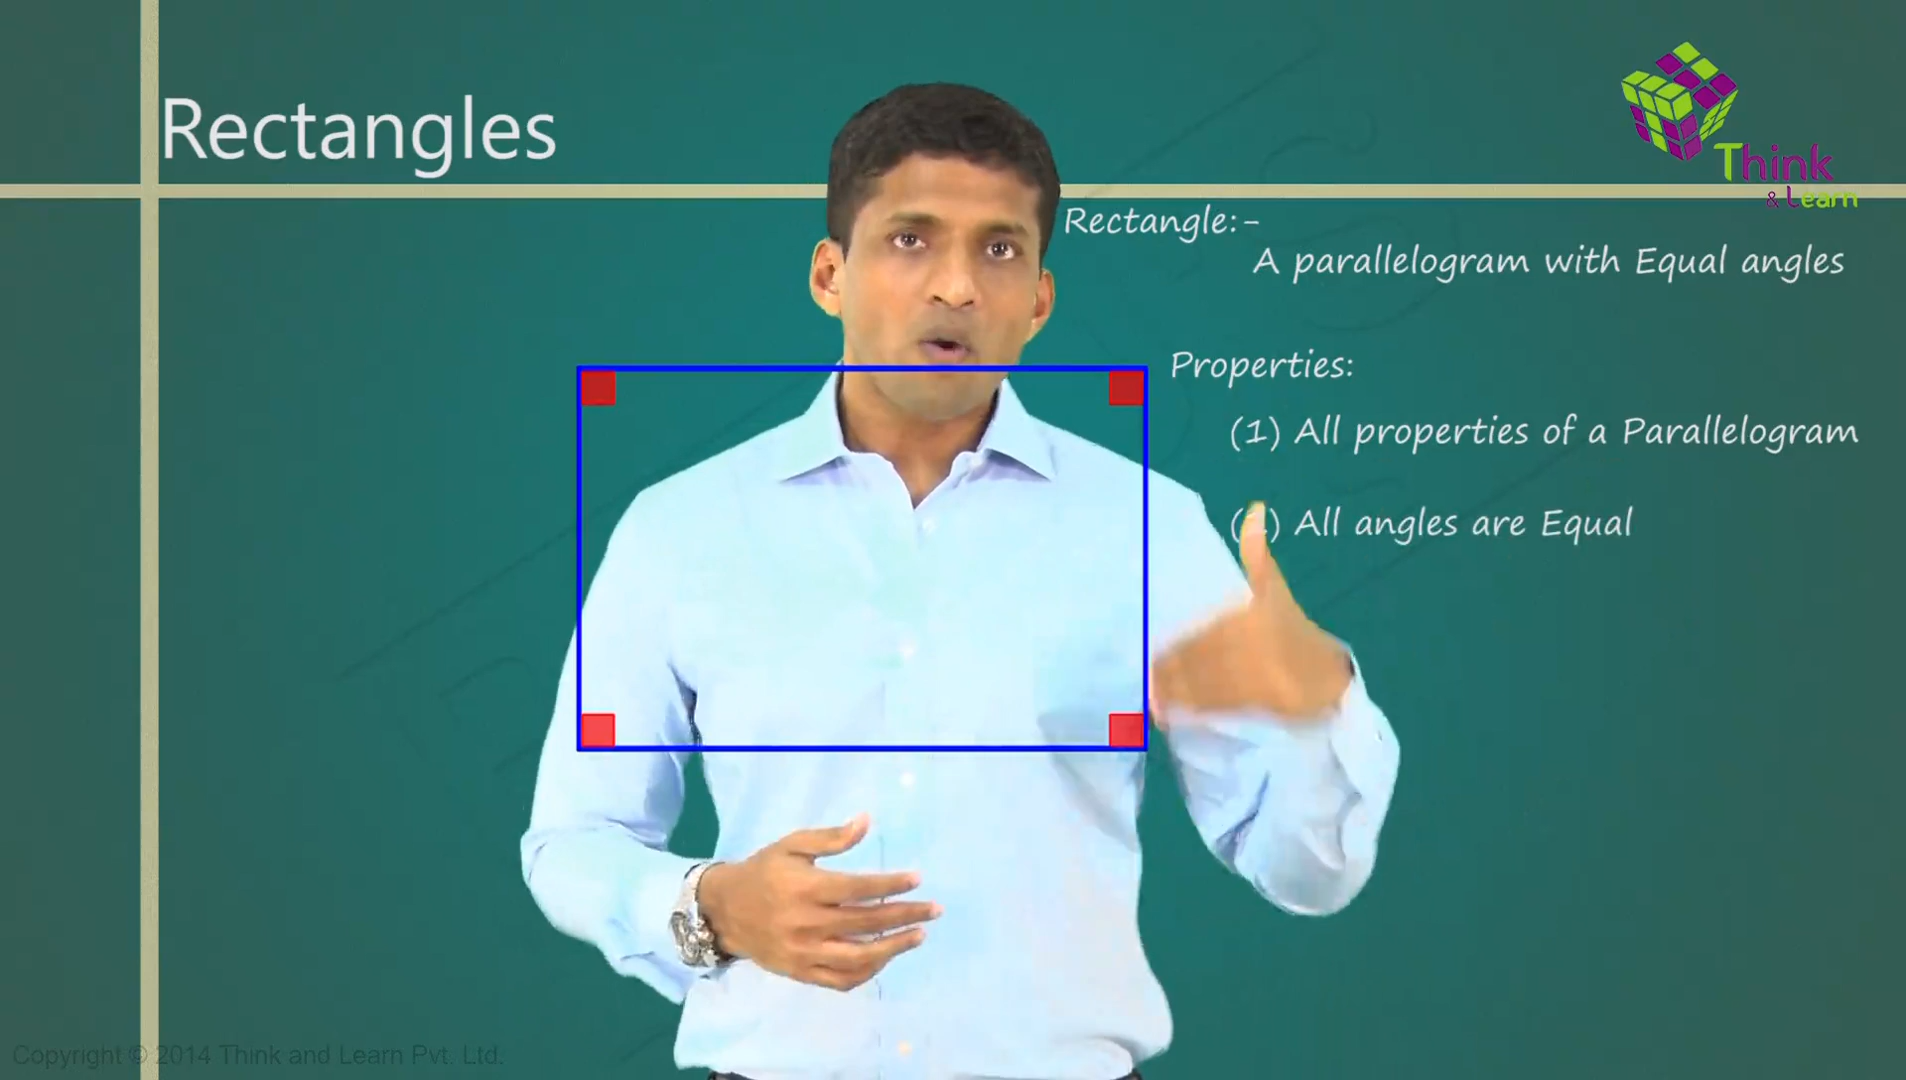 Rectangles
Think
& Learn
Rectangle:-
A parallelogram with Equal angles
Properties:
(1) All properties of a Parallelogram
All angles are Equal
Copyright © 2014 Think and Learn Pvt. Ltd.